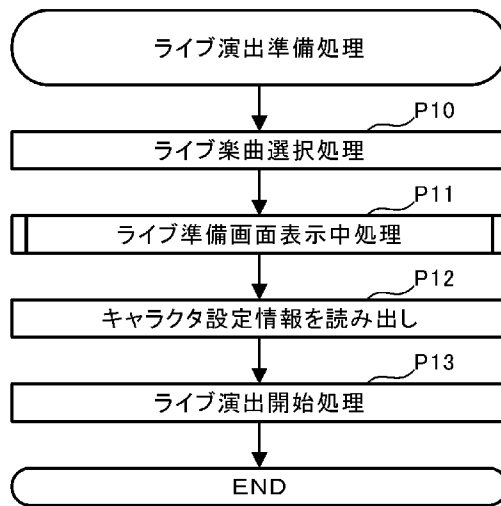 ライブ演出準備処理
P10
ライブ楽曲選択処理
P11
ライブ準備画面表示中処理
P12
キャラクタ設定情報を読み出し
P13
ライブ演出開始処理
END